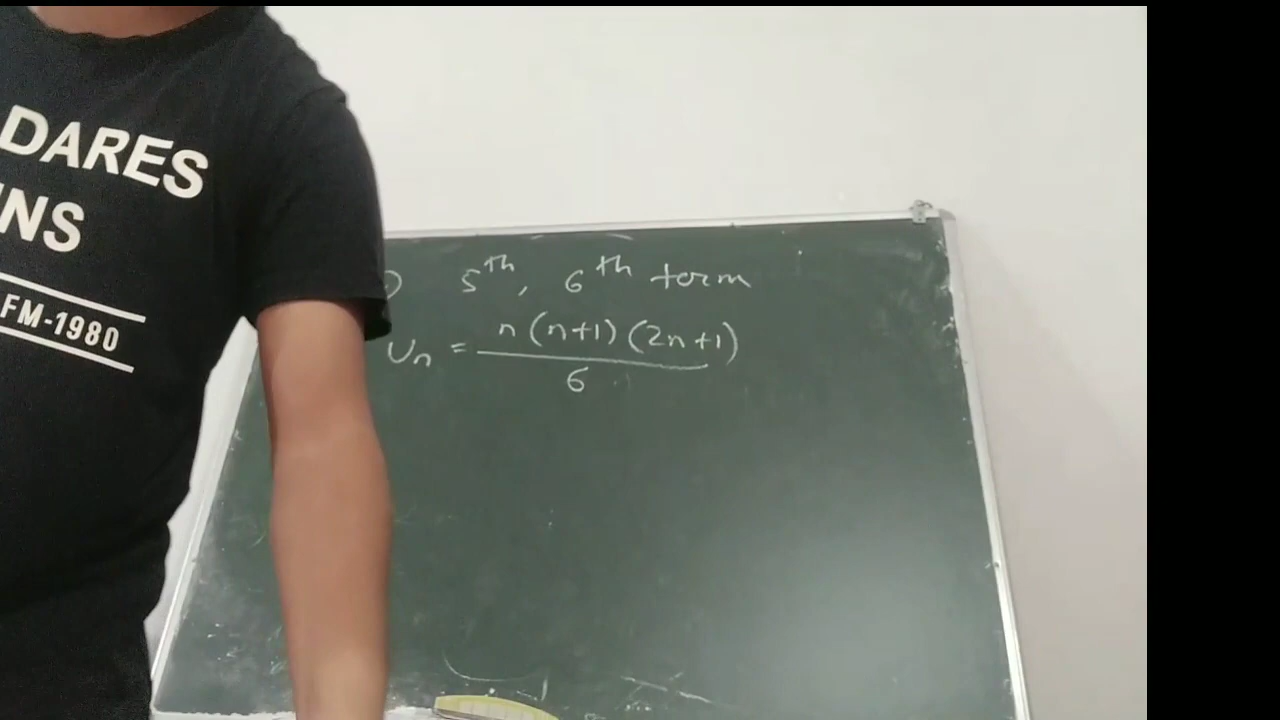 DARES
NS
FM-1980
) 5th, 6th term
Un = n(n+1)(2n+1)
6